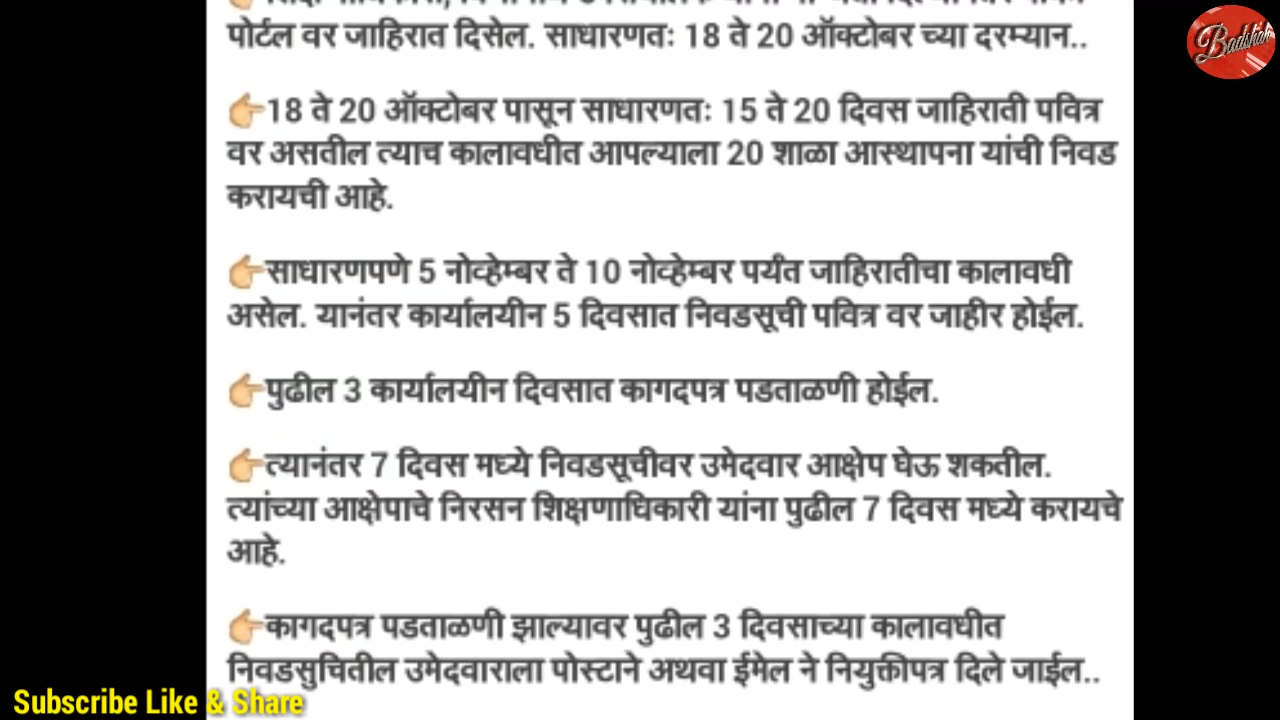 पोर्टल वर जाहिरात दिसेल. साधारणतः 18 ते 20 ऑक्टोबर च्या दरम्यान..
Badshah
👉18 ते 20 ऑक्टोबर पासून साधारणतः 15 ते 20 दिवस जाहिराती पवित्र
वर असतील त्याच कालावधीत आपल्याला 20 शाळा आस्थापना यांची निवड
करायची आहे.
👉साधारणपणे 5 नोव्हेम्बर ते 10 नोव्हेम्बर पर्यंत जाहिरातीचा कालावधी
असेल. यानंतर कार्यालयीन 5 दिवसात निवडसूची पवित्र वर जाहीर होईल.
👉पुढील 3 कार्यालयीन दिवसात कागदपत्र पडताळणी होईल.
👉त्यानंतर 7 दिवस मध्ये निवडसूचीवर उमेदवार आक्षेप घेऊ शकतील.
त्यांच्या आक्षेपाचे निरसन शिक्षणाधिकारी यांना पुढील 7 दिवस मध्ये करायचे
आहे.
👉कागदपत्र पडताळणी झाल्यावर पुढील 3 दिवसाच्या कालावधीत
निवडसुचितील उमेदवाराला पोस्टाने अथवा ईमेल ने नियुक्तीपत्र दिले जाईल..
Subscribe Like & Share